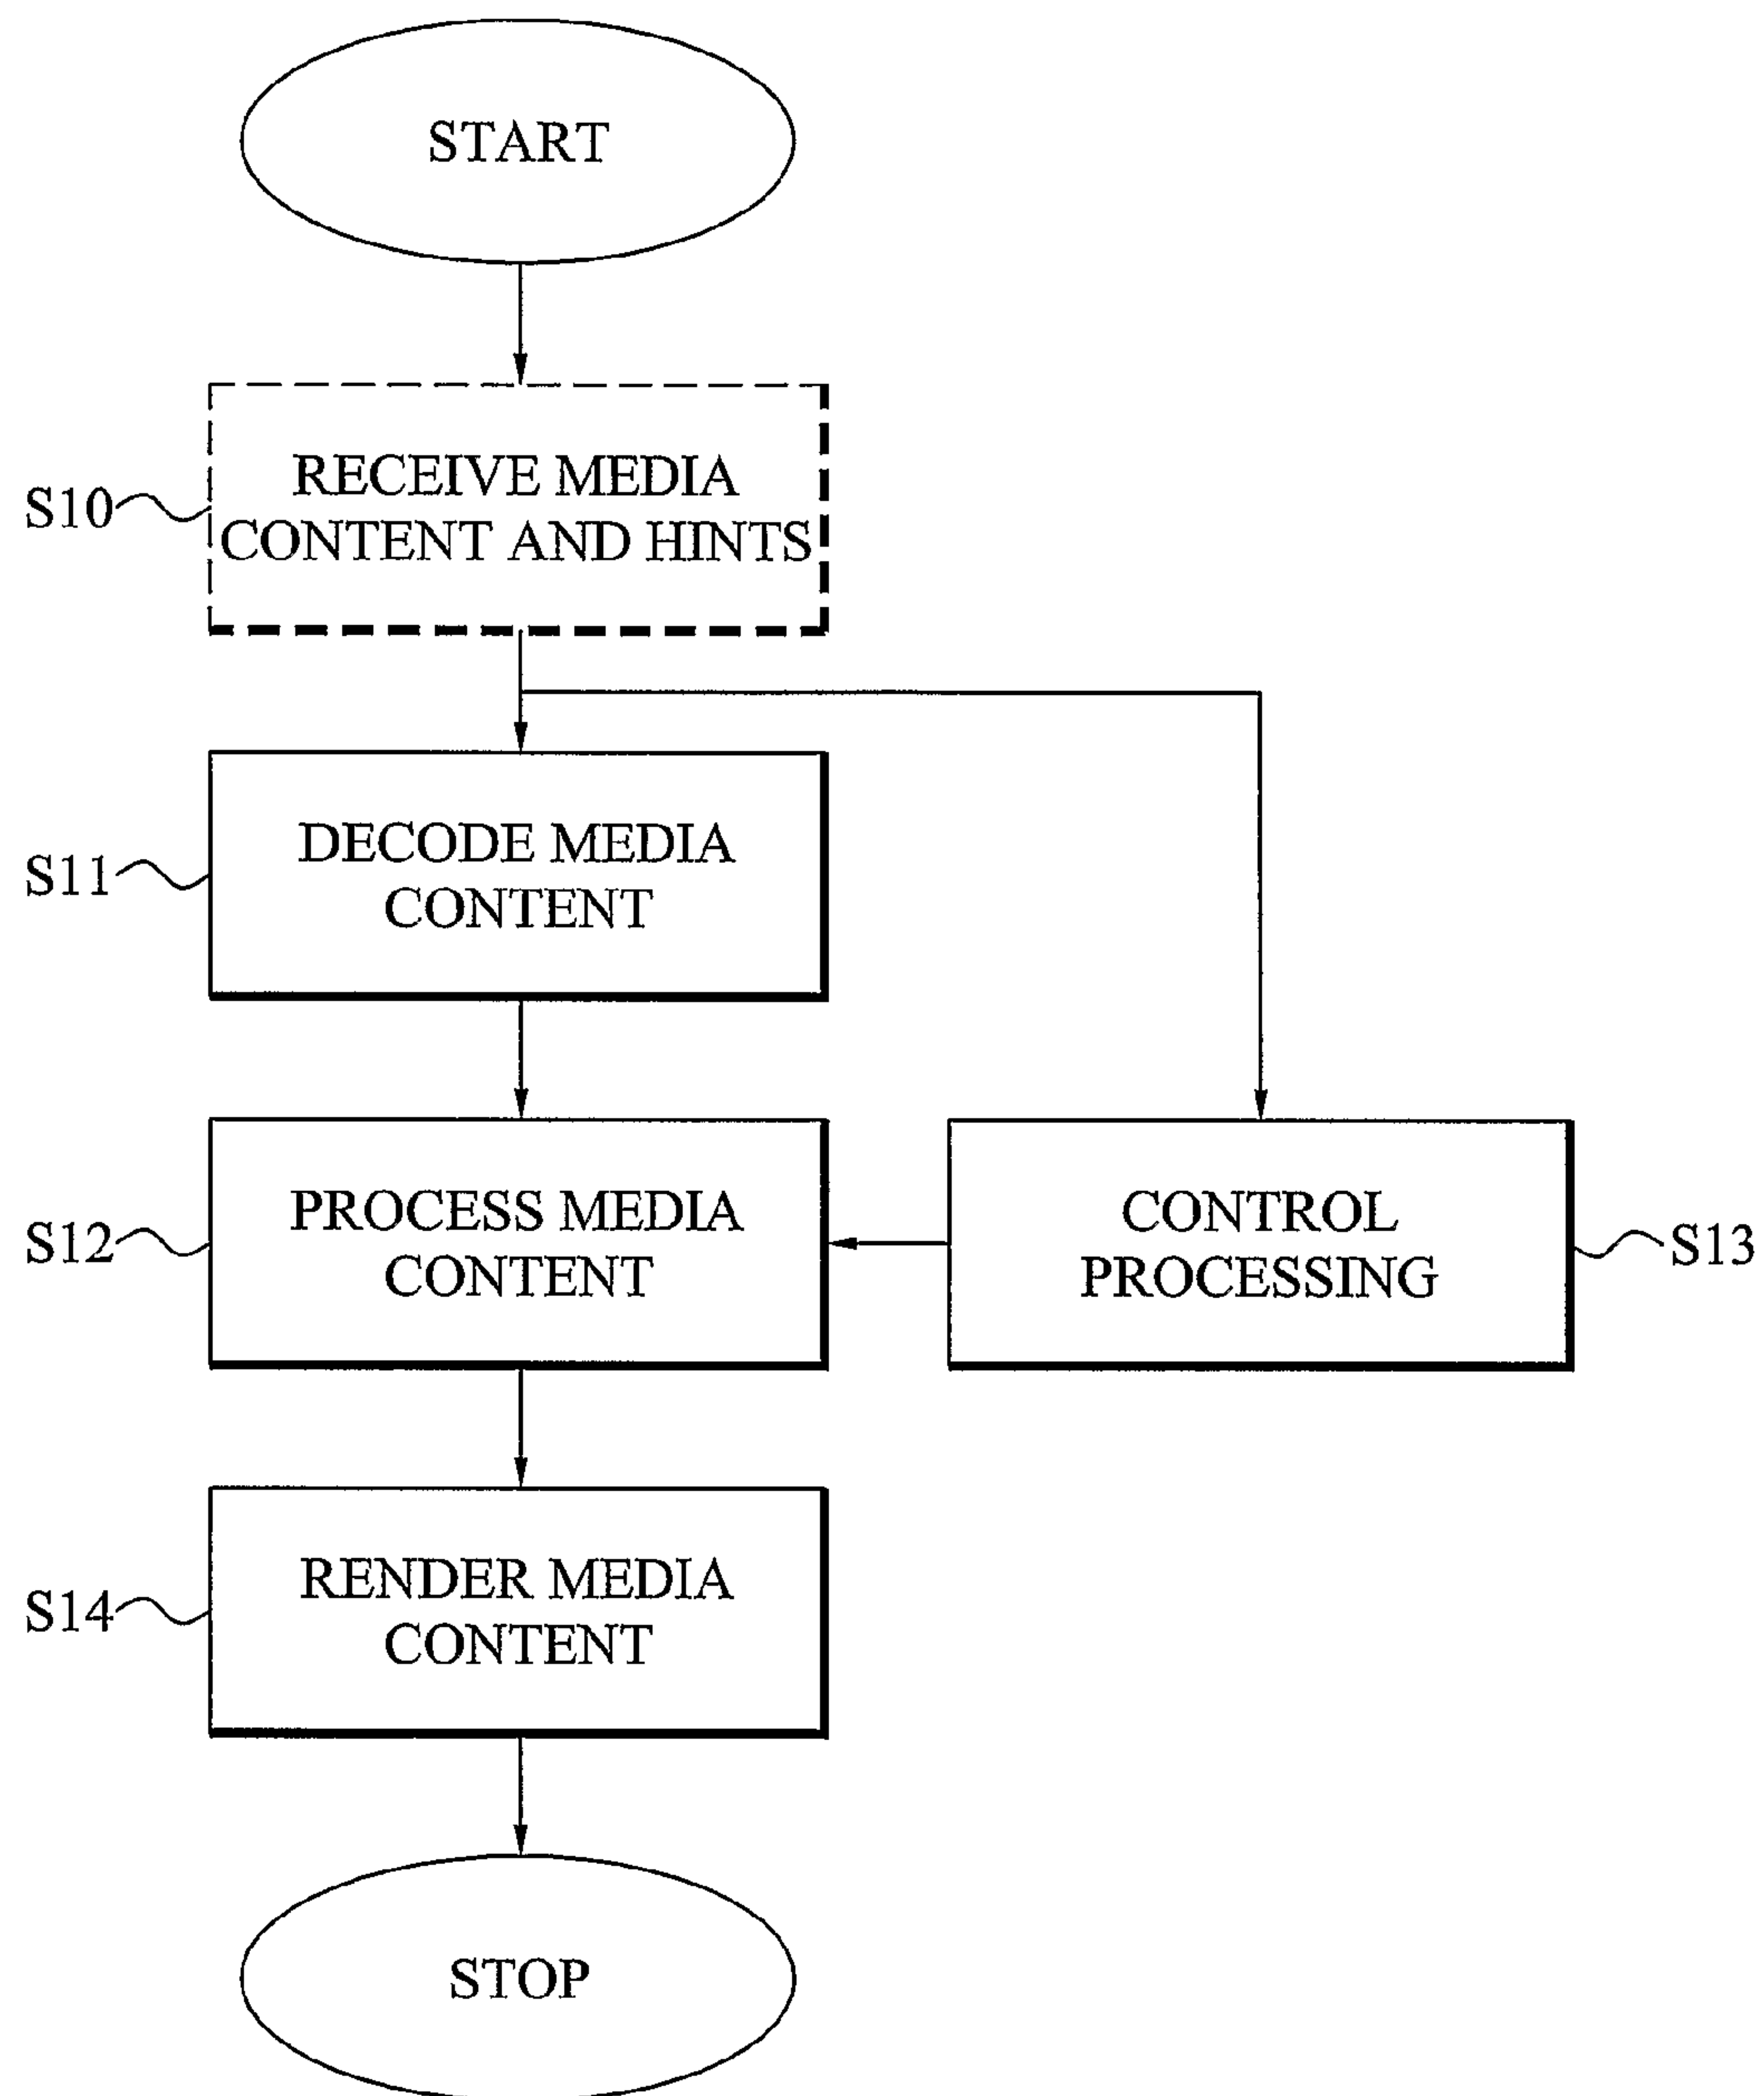 START
S10
RECEIVE MEDIA
CONTENT AND HINTS
S11
DECODE MEDIA
CONTENT
S12
PROCESS MEDIA
CONTENT
CONTROL
PROCESSING
S13
S14
RENDER MEDIA
CONTENT
STOP